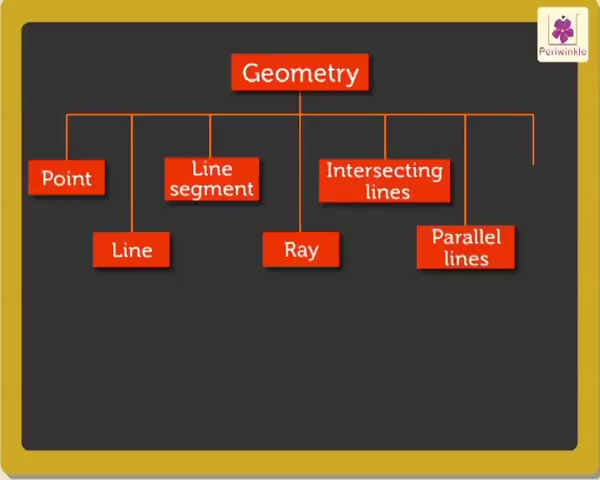 Periwinkle
Geometry
Point
Line
segment
Intersecting
lines
Line
Ray
Parallel
lines